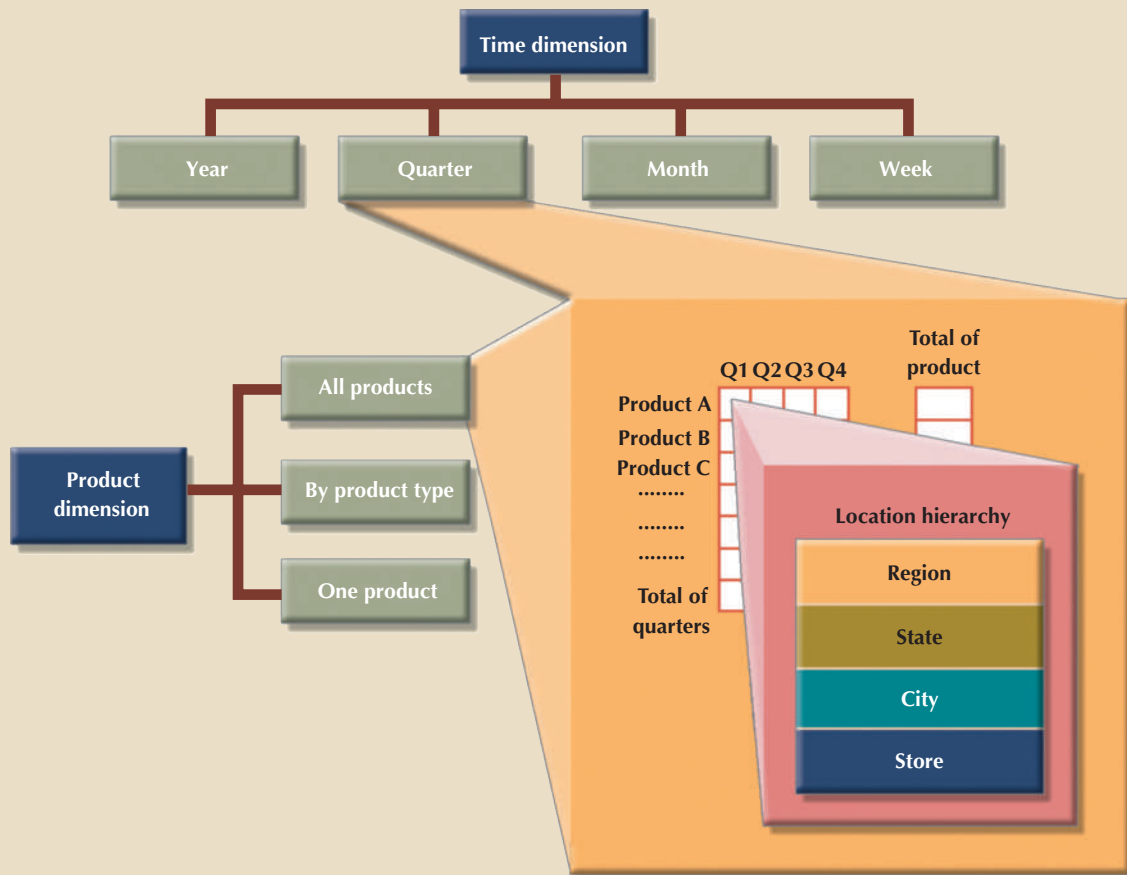 Time dimension
Year
Quarter
Month
Week
Total of
product
Q1 Q2 Q3 Q4
All products
Product A
Product B
Product C
........
........
........
Total of
quarters
Product
dimension
By product type
One product
Location hierarchy
Region
State
City
Store